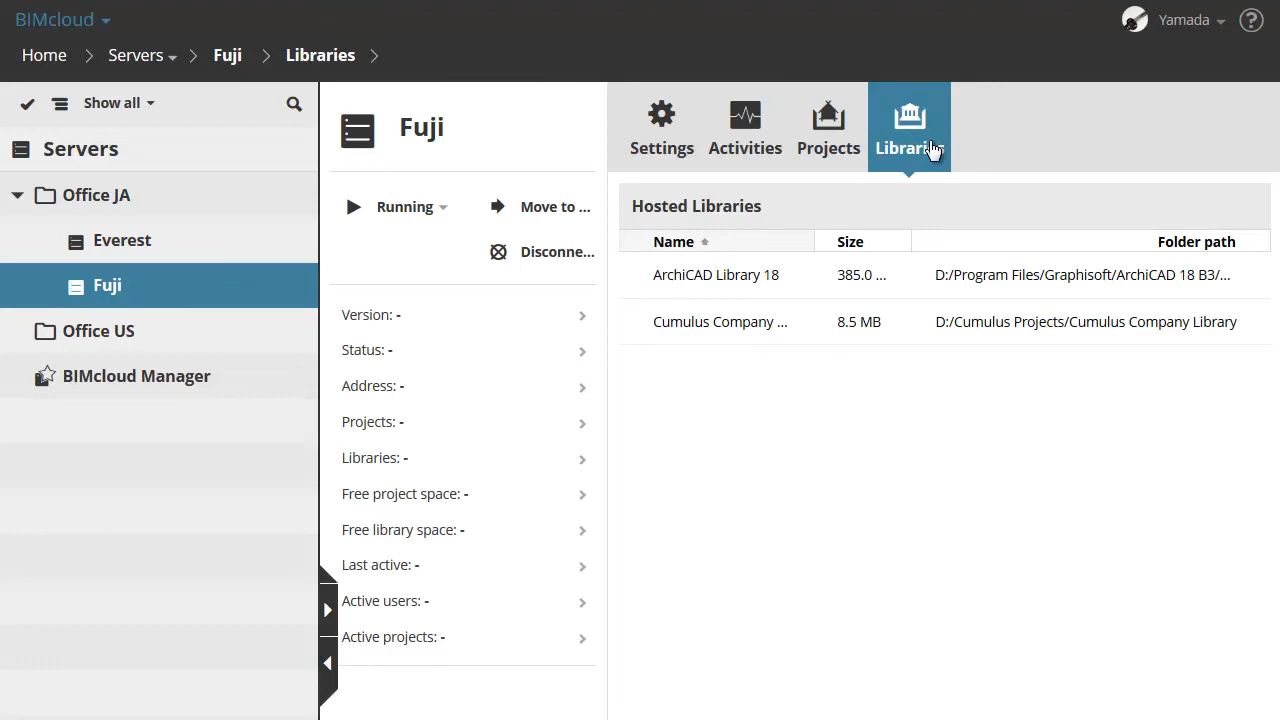 BIMcloud
Yamada
?
Home
Servers
Fuji
Libraries
Show all
Servers
Office JA
Everest
Fuji
Office US
BIMcloud Manager
Fuji
Running
Move to ...
Disconne...
Version: -
Status: -
Address: -
Projects: -
Libraries: -
Free project space: -
Free library space: -
Last active: -
Active users: -
Active projects: -
Settings
Activities
Projects
Hosted Libraries
Name Size Folder path
ArchiCAD Library 18 385.0 ... D:/Program Files/Graphisoft/ArchiCAD 18 B3/...
Cumulus Company ... 8.5 MB D:/Cumulus Projects/Cumulus Company Library